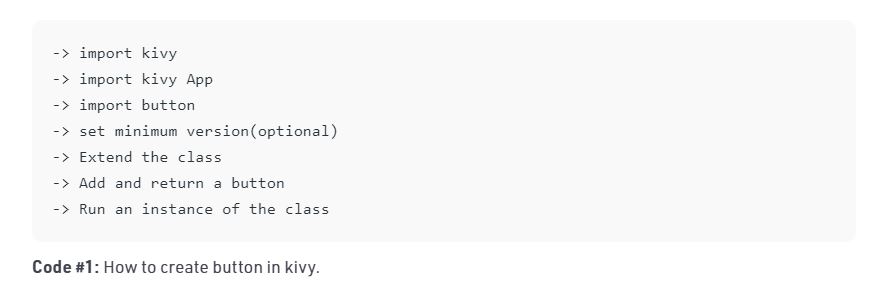 -> import kivy
-> import kivy App
-> import button
-> set minimum version(optional)
-> Extend the class
-> Add and return a button
-> Run an instance of the class
Code #1: How to create button in kivy.